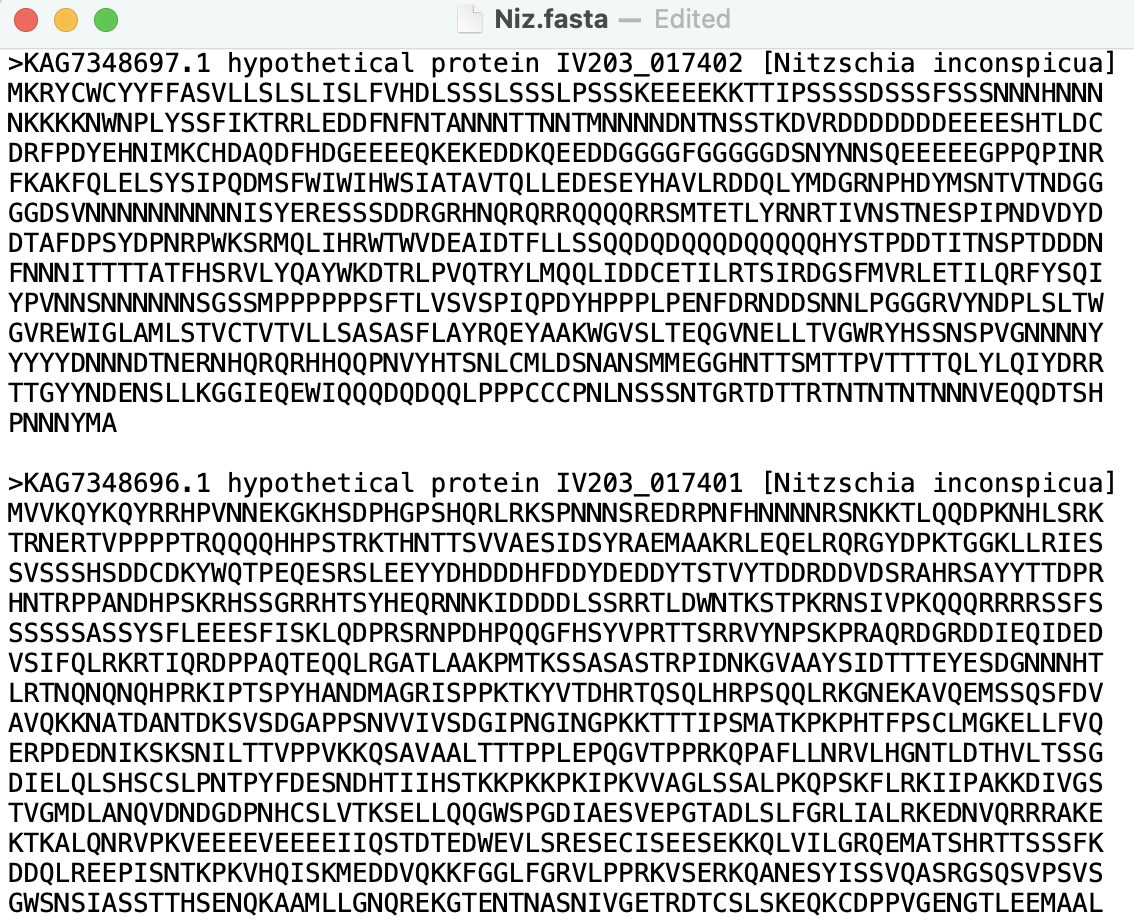 Niz.fasta — Edited
>KAG7348697.1 hypothetical protein IV203_017402 [Nitzschia inconspicua]
MKRYCWCYYFFASVLLSLSLISLFVHDLSSSLSSSLPSSSKEEEEKKTTIPSSSSDSSSFSSSNNNHNNN
NKKKKNWNPLYSSFIKTRRLEDDFNFNTANNNTTNNTMNNNNDNTNSSTKDVRDDDDDDDEEEESHTLDC
DRFPDYEHNIMKCHDAQDFHDGEEEEQKEKEDDKQEEDDGGGGFGGGGGDSNYNNSQEEEEEGPPQPINR
FKAKFQLELSYSIPQDMSFWIWIHWSIATAVTQLLEDESEYHAVLRDDQLYMDGRNPHDYMSNTVTNDGG
GGDSVNNNNNNNNNNISYERESSSDDRGRHNQRQRRQQQQRRSMTETLYRNRTIVNSTNESPIPNDVDYD
DTAFDPSYDPNRPWKSRMQLIHRWTWVDEAIDTFLLSSQQDQDQQQDQQQQQHYSTPDDTITNSPTDDDN
FNNNITTTTATFHSRVLYQAYWKDTRLPVQTRYLMQQLIDDCETILRTSIRDGSFMVRLETILQRFYSQI
YPVNNSNNNNNNSGSSMPPPPPPSFTLVSVSPIQPDYHPPPLPENFDRNDDSNNLPGGGRVYNDPLSLTW
GVREWIGLAMLSTVCTVTVLLSASASFLAYRQEYAAKWGVSLTEQGVNELLTVGWRYHSSNSPVGNNNNY
YYYYDNNNDTNERNHQRQRHHQQPNVYHTSNLCMLDSNANSMMEGGHNTTSMTTPVTTTTQLYLQIYDRR
TTGYYNDENSLLKGGIEQEWIQQQDQDQQLPPPCCCPNLNSSSNTGRTDTTRTNTNTNTNNNVEQQDTSH
PNNNYMA
>KAG7348696.1 hypothetical protein IV203_017401 [Nitzschia inconspicua]
MVVKQYKQYRRHPVNNEKGKHSDPHGPSHQRLRKSPNNNSREDRPNFHNNNNRSNKKTLQQDPKNHLSRK
TRNERTVPPPPTRQQQQHHPSTRKTHNTTSVVAESIDSYRAEMAAKRLEQELRQRGYDPKTGGKLLRIES
SVSSSHSDDCDKYWQTPEQESRSLEEYYDHDDDHFDDYDEDDYTSTVYTDDRDDVDSRAHRSAYYTTDPR
HNTRPPANDHPSKRHSSGRRHTSYHEQRNNKIDDDDLSSRRTLDWNTKSTPKRNSIVPKQQQRRRRSSFS
SSSSSASSYSFLEEESFISKLQDPRSRNPDHPQQGFHSYVPRTTSRRVYNPSKPRAQRDGRDDIEQIDED
VSIFQLRKRTIQRDPPAQTEQQLRGATLAAKPMTKSSASASTRPIDNKGVAAYSIDTTTEYESDGNNNHT
LRTNQNQNQHPRKIPTSPYHANDMAGRISPPKTKYVTDHRTQSQLHRPSQQLRKGNEKAVQEMSSQSFDV
AVQKKNATDANTDKSVSDGAPPSNVVIVSDGIPNGINGPKKTTTIPSMATKPKPHTFPSCLMGKELLFVQ
ERPDEDNIKSKSNILTTVPPVKKQSAVAALTTTPPLEPQGVTPPRKQPAFLLNRVLHGNTLDTHVLTSSG
DIELQLSHSCSLPNTPYFDESNDHTIIHSTKKPKKPKIPKVVAGLSSALPKQPSKFLRKIIPAKKDIVGS
TVGMDLANQVDNDGDPNHCSLVTKSELLQQGWSPGDIAESVEPGTADLSLFGRLIALRKEDNVQRRRAKE
KTKALQNRVPKVEEEEVEEEEIIQSTDTEDWEVLSRESECISEESEKKQLVILGRQEMATSHRTTSSSFK
DDQLREEPISNTKPKVHQISKMEDDVQKKFGGLFGRVLPPRKVSERKQANESYISSVQASRGSQSVPSVS
GWSNSIASSTTHSENQKAAMLLGNQREKGTENTNASNIVGETRDTCSLSKEQKCDPPVGENGTLEEMAAL